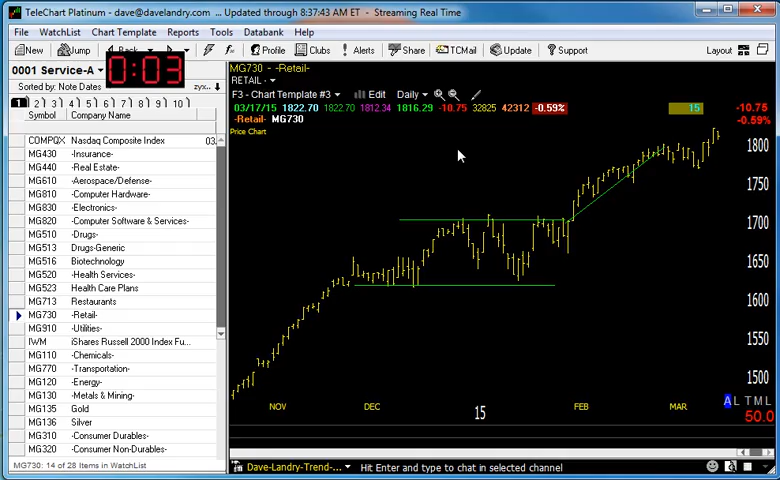 TeleChart Platinum - dave@davelandry.com ... Updated through 8:37:43 AM ET - Streaming Real Time
File WatchList Chart Template Reports Tools Databank Help
New Jump Back Profile Clubs Alerts Share TCMail Update Support Layout
0001 Service-A
0:03
Sorted by: Note Dates zyx..
1 2 3 4 5 6 7 8 9 10
Symbol Company Name
COMPQX Nasdaq Composite Index 03
MG430 -Insurance-
MG440 -Real Estate-
MG610 -Aerospace/Defense-
MG810 -Computer Hardware-
MG830 -Electronics-
MG820 -Computer Software & Services-
MG510 -Drugs-
MG513 Drugs-Generic
MG516 Biotechnology
MG520 -Health Services-
MG523 Health Care Plans
MG713 Restaurants
MG730 -Retail-
MG910 -Utilities-
IWM iShares Russell 2000 Index Fu...
MG110 -Chemicals-
MG770 -Transportation-
MG120 -Energy-
MG130 -Metals & Mining-
MG135 Gold
MG136 Silver
MG310 -Consumer Durables-
MG320 -Consumer Non-Durables-
MG730: 14 of 28 Items in WatchList
MG730 -Retail-
RETAIL
F3 - Chart Template #3 Edit Daily
03/17/15 1822.70 1822.70 1812.34 1816.29 -10.75 32825 42312 -0.59% 15 -10.75
-0.59%
-Retail- MG730
Price Chart
1800
1750
1700
1650
1600
1550
1500
A L T M L
NOV DEC 15 FEB MAR
50.0
Dave-Landry-Trend-... Hit Enter and type to chat in selected channel